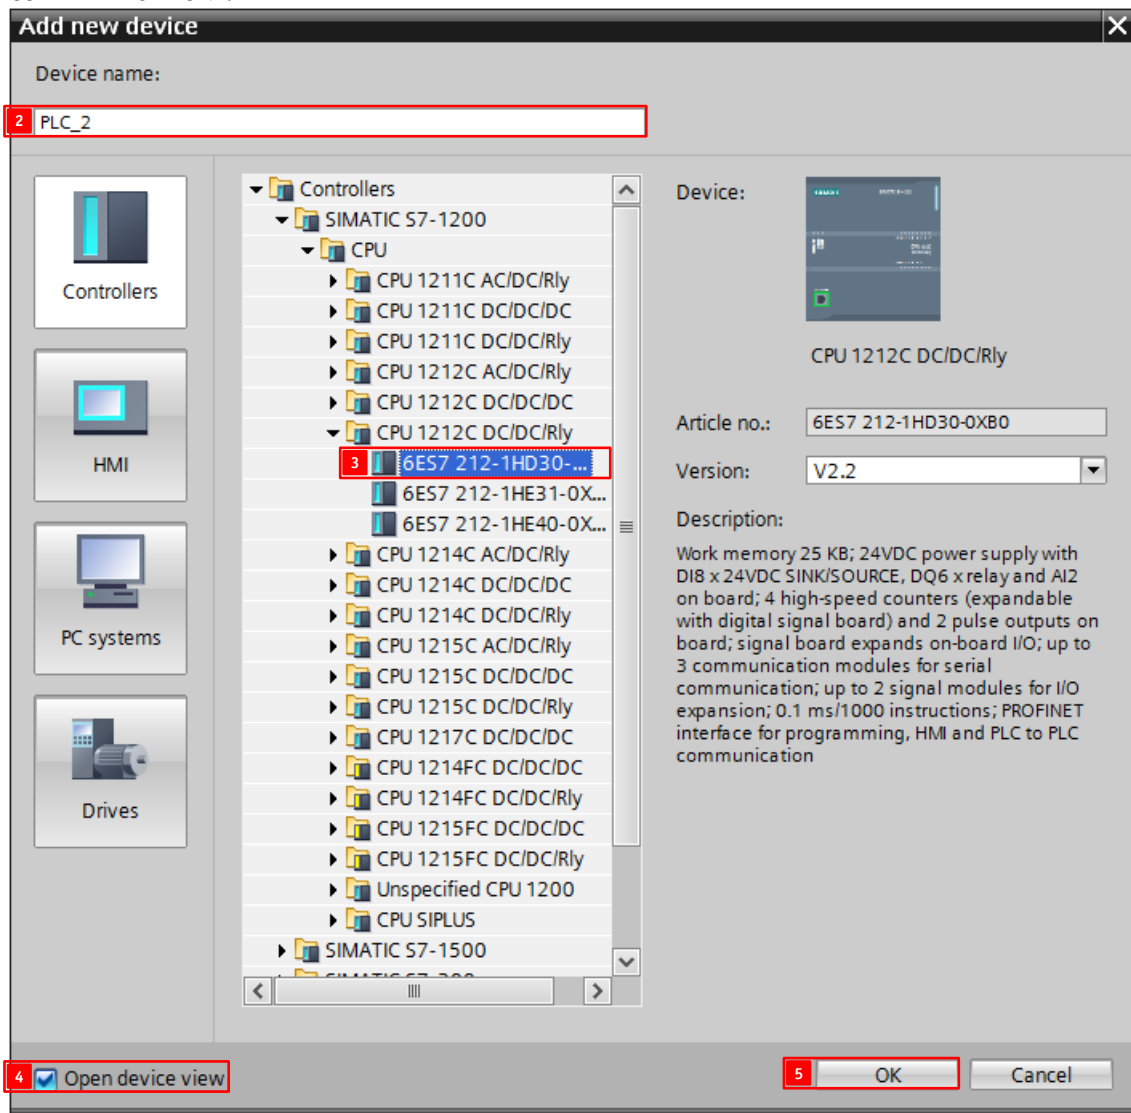 Add new device
Device name:
2 PLC_2
Controllers
HMI
PC systems
Drives
Controllers
SIMATIC S7-1200
CPU
CPU 1211C AC/DC/Rly
CPU 1211C DC/DC/DC
CPU 1211C DC/DC/Rly
CPU 1212C AC/DC/Rly
CPU 1212C DC/DC/DC
CPU 1212C DC/DC/Rly
3 6ES7 212-1HD30-...
6ES7 212-1HE31-0X...
6ES7 212-1HE40-0X...
CPU 1214C AC/DC/Rly
CPU 1214C DC/DC/DC
CPU 1214C DC/DC/Rly
CPU 1215C AC/DC/Rly
CPU 1215C DC/DC/DC
CPU 1215C DC/DC/Rly
CPU 1217C DC/DC/DC
CPU 1214FC DC/DC/DC
CPU 1214FC DC/DC/Rly
CPU 1215FC DC/DC/DC
CPU 1215FC DC/DC/Rly
Unspecified CPU 1200
CPU SIPLUS
SIMATIC S7-1500
SIMATIC S7-300
Device:
SIEMENS
CPU 1212C DC/DC/Rly
Article no.: 6ES7 212-1HD30-0XB0
Version: V2.2
Description:
Work memory 25 KB; 24VDC power supply with
DI8 x 24VDC SINK/SOURCE, DQ6 x relay and AI2
on board; 4 high-speed counters (expandable
with digital signal board) and 2 pulse outputs on
board; signal board expands on-board I/O; up to
3 communication modules for serial
communication; up to 2 signal modules for I/O
expansion; 0.1 ms/1000 instructions; PROFINET
interface for programming, HMI and PLC to PLC
communication
4 Open device view
5 OK
Cancel